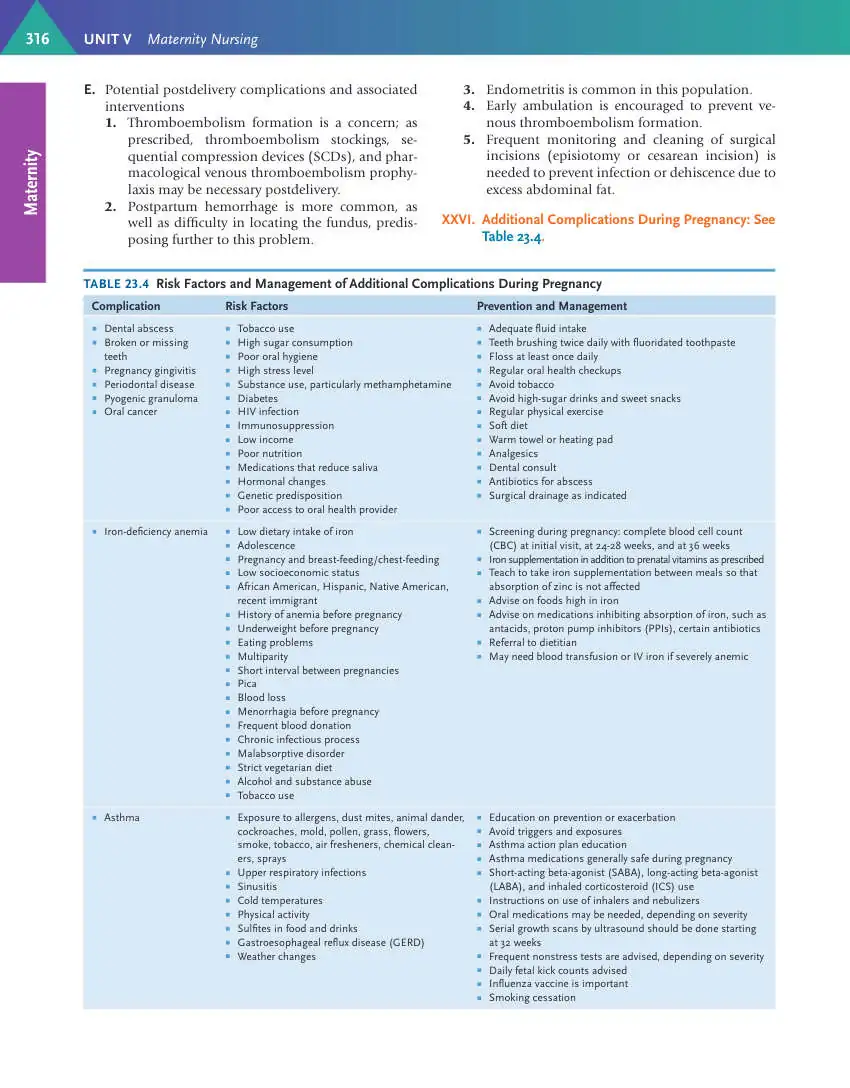 316
UNIT V Maternity Nursing
Maternity
E. Potential postdelivery complications and associated
interventions
1. Thromboembolism formation is a concern; as
prescribed, thromboembolism stockings, se-
quential compression devices (SCDs), and phar-
macological venous thromboembolism prophy-
laxis may be necessary postdelivery.
2. Postpartum hemorrhage is more common, as
well as difficulty in locating the fundus, predis-
posing further to this problem.
3. Endometritis is common in this population.
4. Early ambulation is encouraged to prevent ve-
nous thromboembolism formation.
5. Frequent monitoring and cleaning of surgical
incisions (episiotomy or cesarean incision) is
needed to prevent infection or dehiscence due to
excess abdominal fat.
XXVI. Additional Complications During Pregnancy: See
Table 23.4.
TABLE 23.4 Risk Factors and Management of Additional Complications During Pregnancy
Complication Risk Factors Prevention and Management
▪ Dental abscess
▪ Broken or missing
teeth
▪ Pregnancy gingivitis
▪ Periodontal disease
▪ Pyogenic granuloma
▪ Oral cancer
▪ Tobacco use
▪ High sugar consumption
▪ Poor oral hygiene
▪ High stress level
▪ Substance use, particularly methamphetamine
▪ Diabetes
▪ HIV infection
▪ Immunosuppression
▪ Low income
▪ Poor nutrition
▪ Medications that reduce saliva
▪ Hormonal changes
▪ Genetic predisposition
▪ Poor access to oral health provider
▪ Adequate fluid intake
▪ Teeth brushing twice daily with fluoridated toothpaste
▪ Floss at least once daily
▪ Regular oral health checkups
▪ Avoid tobacco
▪ Avoid high-sugar drinks and sweet snacks
▪ Regular physical exercise
▪ Soft diet
▪ Warm towel or heating pad
▪ Analgesics
▪ Dental consult
▪ Antibiotics for abscess
▪ Surgical drainage as indicated
▪ Iron-deficiency anemia
▪ Low dietary intake of iron
▪ Adolescence
▪ Pregnancy and breast-feeding/chest-feeding
▪ Low socioeconomic status
▪ African American, Hispanic, Native American,
recent immigrant
▪ History of anemia before pregnancy
▪ Underweight before pregnancy
▪ Eating problems
▪ Multiparity
▪ Short interval between pregnancies
▪ Pica
▪ Blood loss
▪ Menorrhagia before pregnancy
▪ Frequent blood donation
▪ Chronic infectious process
▪ Malabsorptive disorder
▪ Strict vegetarian diet
▪ Alcohol and substance abuse
▪ Tobacco use
▪ Screening during pregnancy: complete blood cell count
(CBC) at initial visit, at 24-28 weeks, and at 36 weeks
▪ Iron supplementation in addition to prenatal vitamins as prescribed
▪ Teach to take iron supplementation between meals so that
absorption of zinc is not affected
▪ Advise on foods high in iron
▪ Advise on medications inhibiting absorption of iron, such as
antacids, proton pump inhibitors (PPIs), certain antibiotics
▪ Referral to dietitian
▪ May need blood transfusion or IV iron if severely anemic
▪ Asthma
▪ Exposure to allergens, dust mites, animal dander,
cockroaches, mold, pollen, grass, flowers,
smoke, tobacco, air fresheners, chemical clean-
ers, sprays
▪ Upper respiratory infections
▪ Sinusitis
▪ Cold temperatures
▪ Physical activity
▪ Sulfites in food and drinks
▪ Gastroesophageal reflux disease (GERD)
▪ Weather changes
▪ Education on prevention or exacerbation
▪ Avoid triggers and exposures
▪ Asthma action plan education
▪ Asthma medications generally safe during pregnancy
▪ Short-acting beta-agonist (SABA), long-acting beta-agonist
(LABA), and inhaled corticosteroid (ICS) use
▪ Instructions on use of inhalers and nebulizers
▪ Oral medications may be needed, depending on severity
▪ Serial growth scans by ultrasound should be done starting
at 32 weeks
▪ Frequent nonstress tests are advised, depending on severity
▪ Daily fetal kick counts advised
▪ Influenza vaccine is important
▪ Smoking cessation